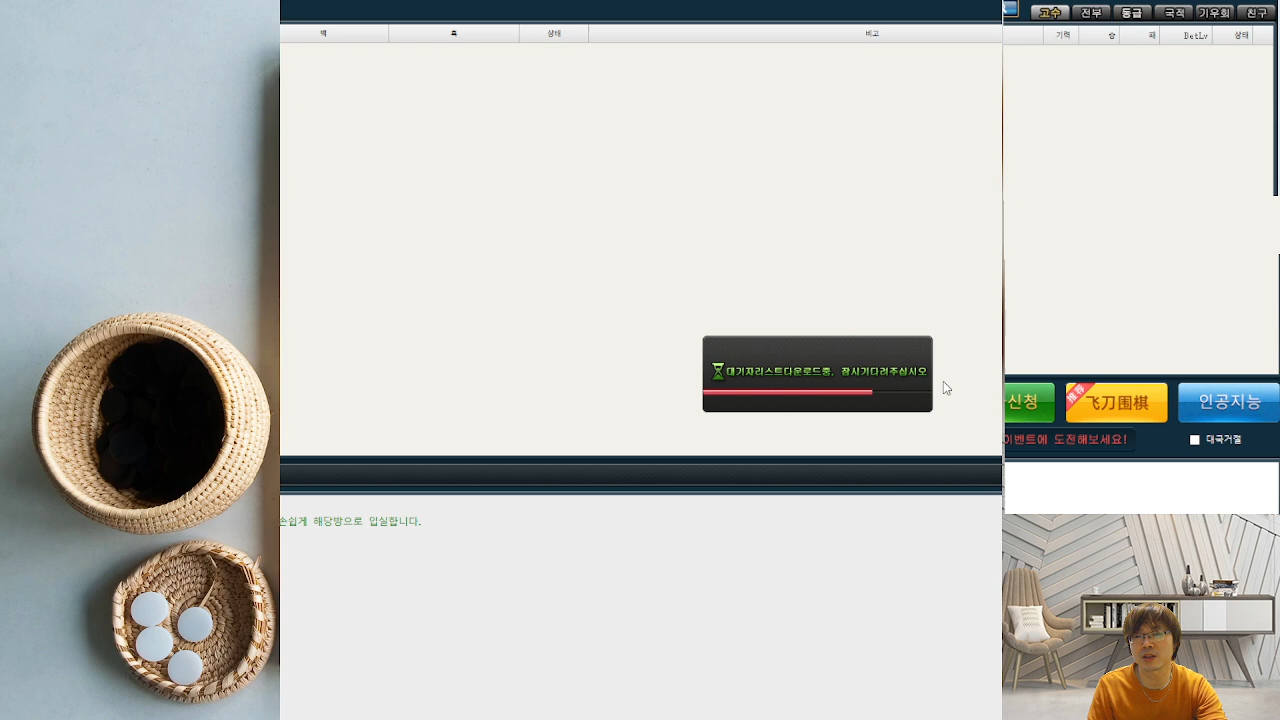 고수 전부 동급 국적 기우회 친구
백 흑 상태 비고
기력 승 패 BetLv 상태
대기자리스트다운로드중, 잠시기다려주십시오
신청 推荐 飞刀围棋 인공지능
이벤트에 도전해보세요! 대국거절
손쉽게 해당방으로 입실합니다.